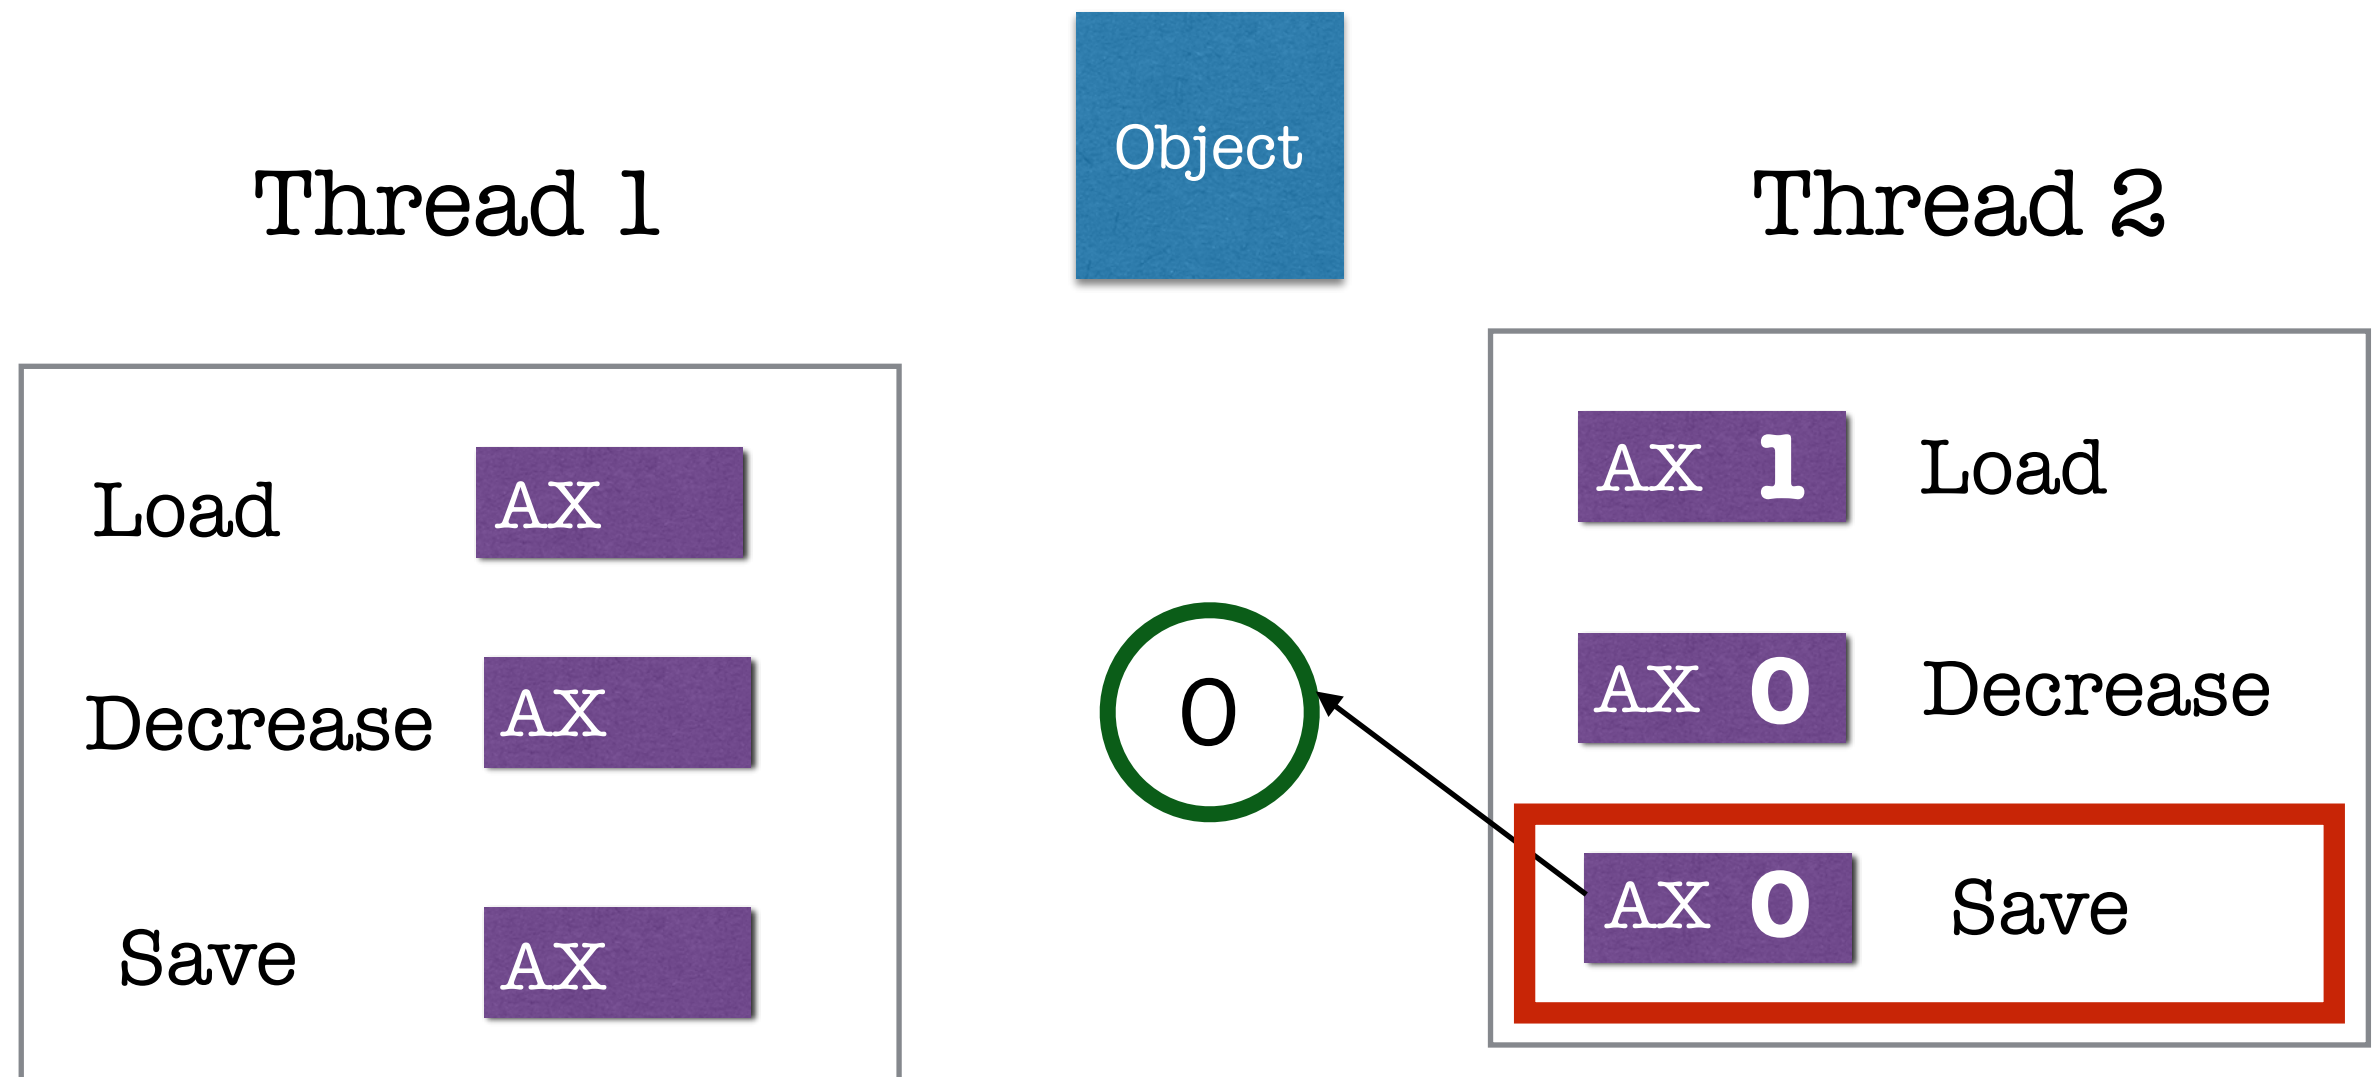 Object
Thread 1
Thread 2
Load AX
Decrease AX
Save AX
0
AX 1 Load
AX 0 Decrease
AX 0 Save